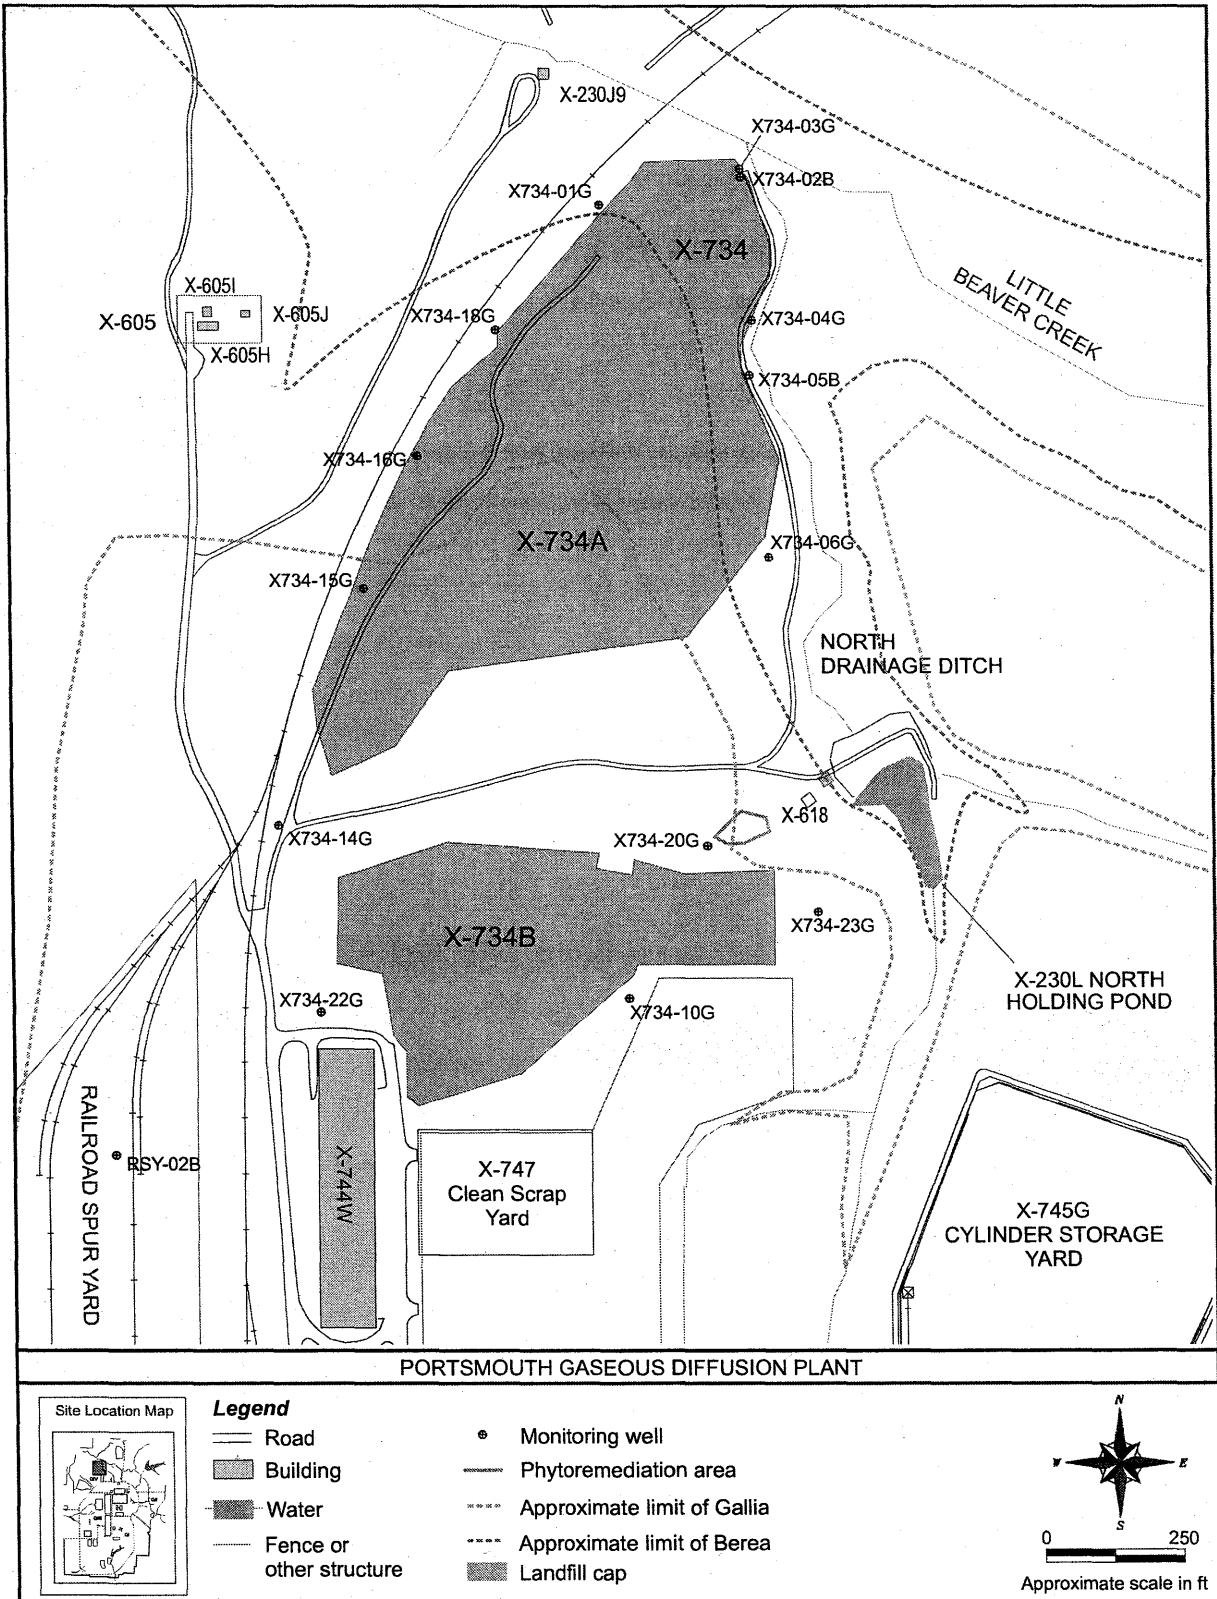 X-230J9
X734-03G
X734-02B
X734-01G
X-734
LITTLE
BEAVER CREEK
X-605I
X-605
X-605J
X-605H
X734-18G
X734-04G
X734-05B
X734-16G
X-734A
X734-06G
X734-15G
NORTH
DRAINAGE DITCH
X-618
X734-14G
X734-20G
X-734B
X734-23G
X-230L NORTH
HOLDING POND
X734-22G
X734-10G
RAILROAD SPUR YARD
RSY-02B
X-744W
X-747
Clean Scrap
Yard
X-745G
CYLINDER STORAGE
YARD
PORTSMOUTH GASEOUS DIFFUSION PLANT
Site Location Map
Legend
Road
Building
Water
Fence or
other structure
Monitoring well
Phytoremediation area
Approximate limit of Gallia
Approximate limit of Berea
Landfill cap
N
W E
S
0 250
Approximate scale in ft